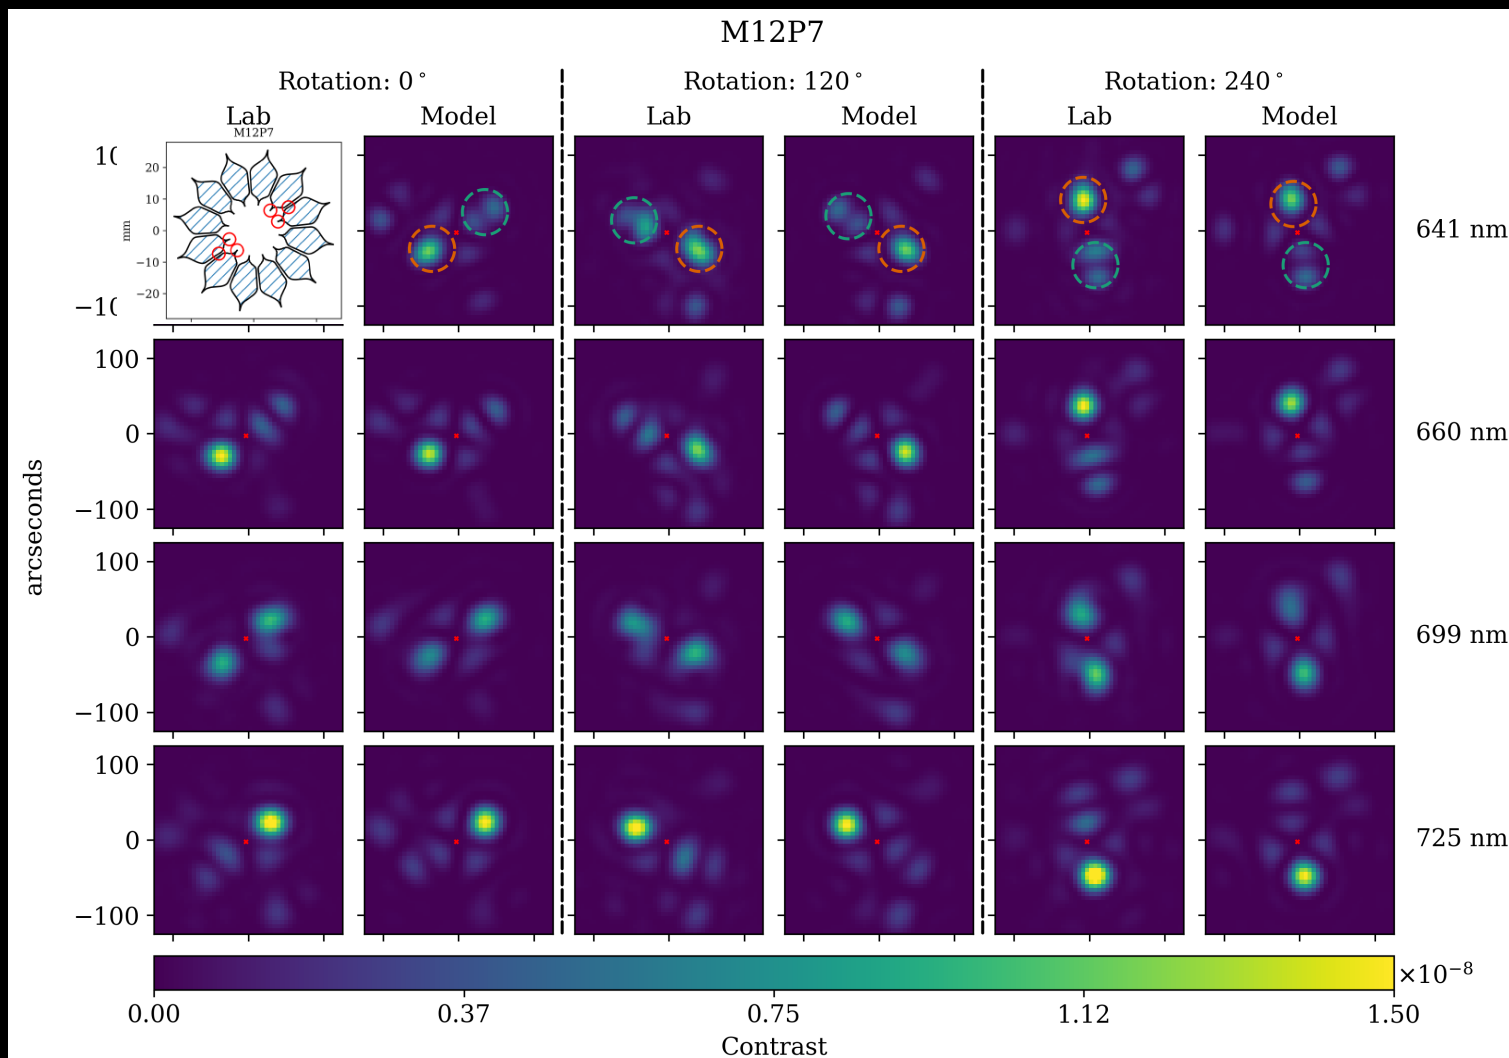 M12P7
Rotation: 0° Rotation: 120° Rotation: 240°
Lab Model Lab Model Lab Model
M12P7
20
10
0
−10
−20
mm
641 nm
100
0
−100
660 nm
100
0
−100
699 nm
100
0
−100
725 nm
arcseconds
×10⁻⁸
0.00 0.37 0.75 1.12 1.50
Contrast